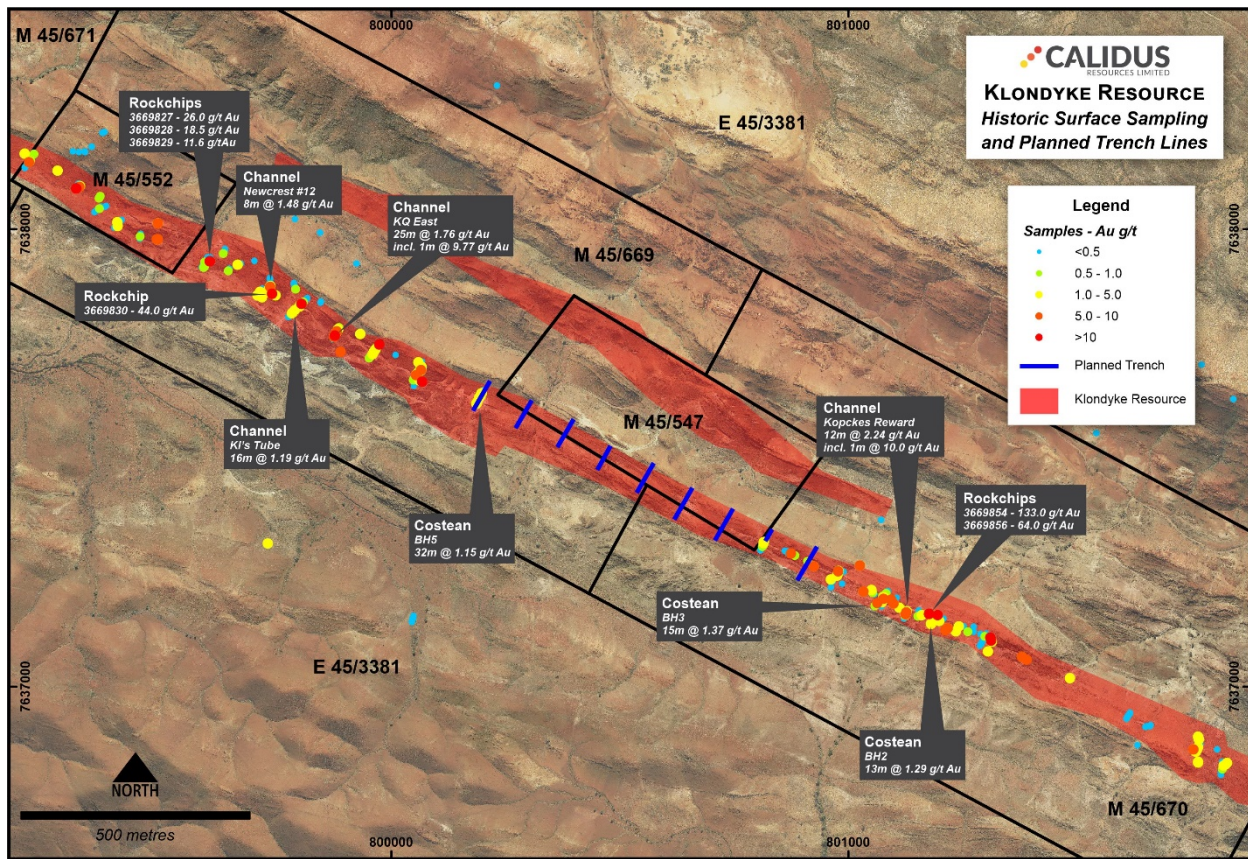 800000
801000
M 45/671
CALIDUS
RESOURCES LIMITED
KLONDYKE RESOURCE
Historic Surface Sampling
and Planned Trench Lines
Rockchips
3669827 - 26.0 g/t Au
3669828 - 18.5 g/t Au
3669829 - 11.6 g/tAu
E 45/3381
M 45/552
Channel
Newcrest #12
8m @ 1.48 g/t Au
Channel
KQ East
25m @ 1.76 g/t Au
incl. 1m @ 9.77 g/t Au
Legend
Samples - Au g/t
<0.5
0.5 - 1.0
1.0 - 5.0
5.0 - 10
>10
Planned Trench
Klondyke Resource
7638000
7638000
M 45/669
Rockchip
3669830 - 44.0 g/t Au
Channel
Ki's Tube
16m @ 1.19 g/t Au
M 45/547
Channel
Kopckes Reward
12m @ 2.24 g/t Au
incl. 1m @ 10.0 g/t Au
Rockchips
3669854 - 133.0 g/t Au
3669856 - 64.0 g/t Au
Costean
BH5
32m @ 1.15 g/t Au
Costean
BH3
15m @ 1.37 g/t Au
E 45/3381
7637000
7637000
Costean
BH2
13m @ 1.29 g/t Au
NORTH
500 metres
M 45/670
800000
801000